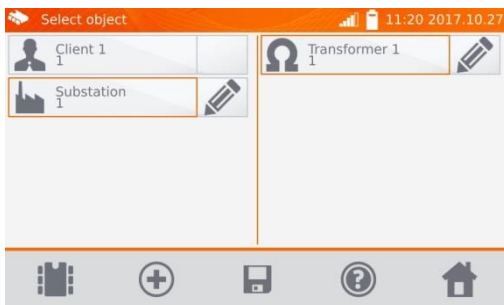 Select object
11:20 2017.10.27
Client 1
1
Substation
1
Transformer 1
1